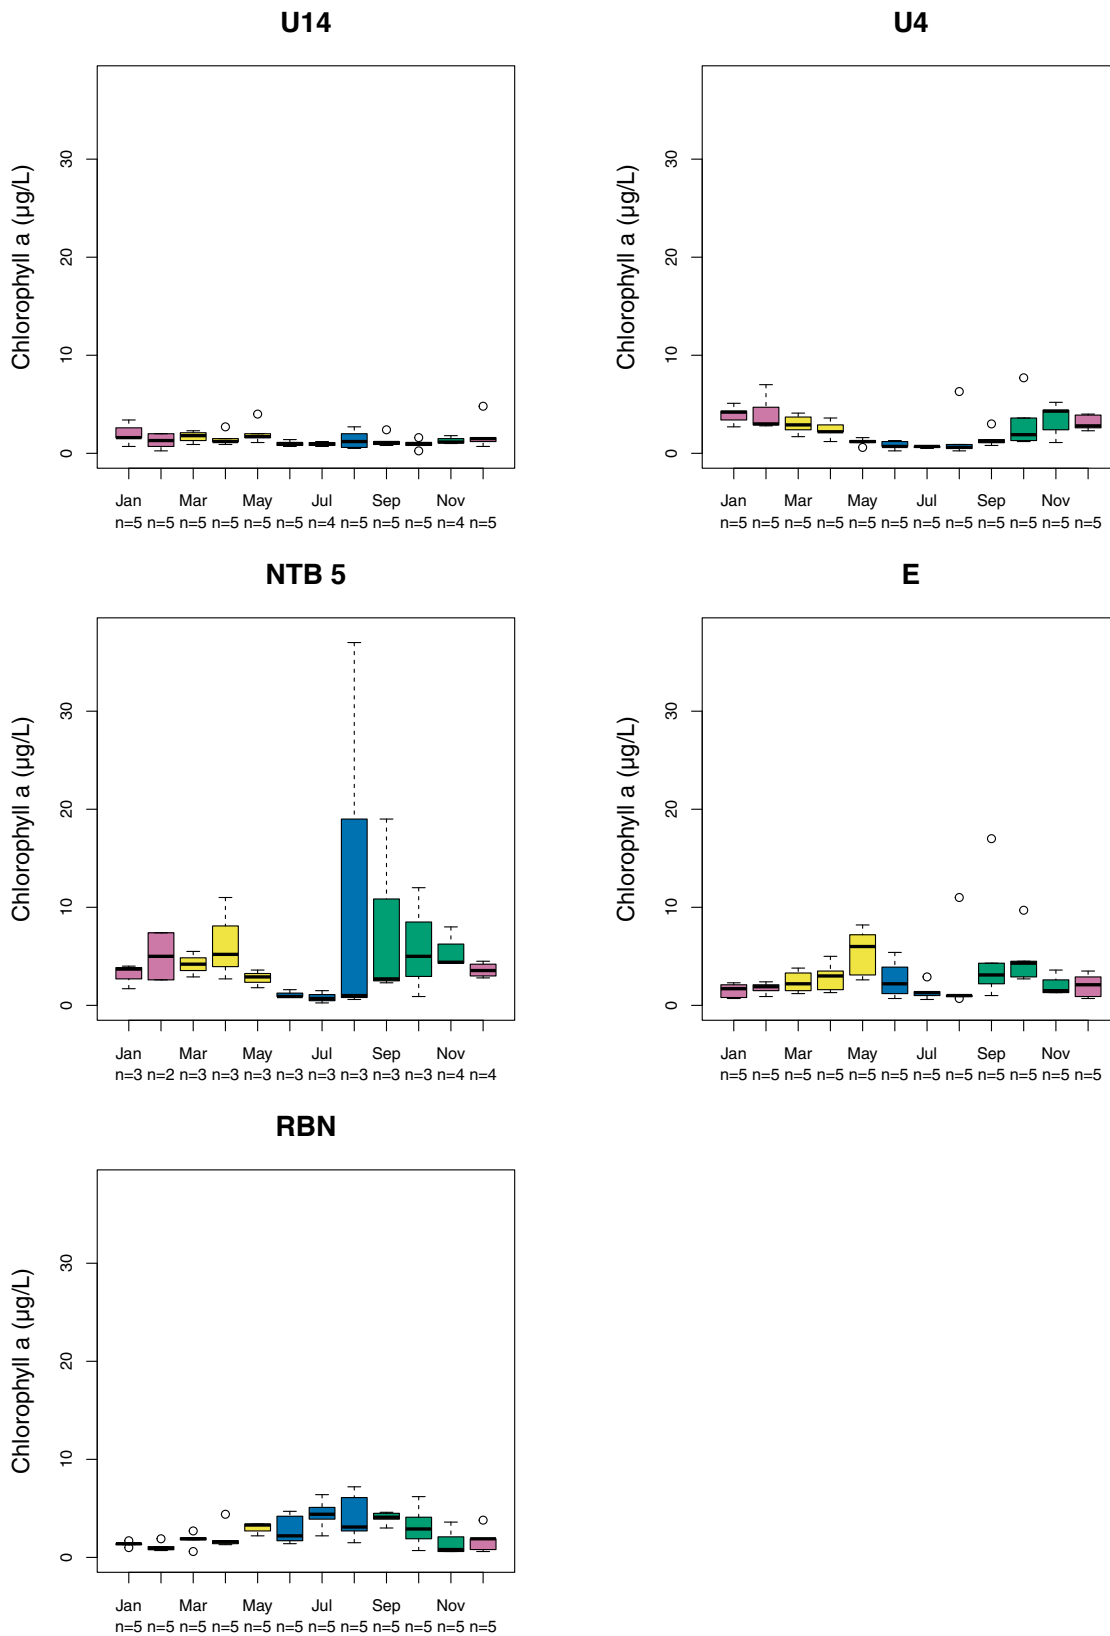 U14
Chlorophyll a (µg/L)
30
20
10
0
Jan Mar May Jul Sep Nov
n=5 n=5 n=5 n=5 n=5 n=5 n=4 n=5 n=5 n=5 n=4 n=5
U4
Chlorophyll a (µg/L)
30
20
10
0
Jan Mar May Jul Sep Nov
n=5 n=5 n=5 n=5 n=5 n=5 n=5 n=5 n=5 n=5 n=5 n=5
NTB 5
Chlorophyll a (µg/L)
30
20
10
0
Jan Mar May Jul Sep Nov
n=3 n=2 n=3 n=3 n=3 n=3 n=3 n=3 n=3 n=3 n=4 n=4
E
Chlorophyll a (µg/L)
30
20
10
0
Jan Mar May Jul Sep Nov
n=5 n=5 n=5 n=5 n=5 n=5 n=5 n=5 n=5 n=5 n=5 n=5
RBN
Chlorophyll a (µg/L)
30
20
10
0
Jan Mar May Jul Sep Nov
n=5 n=5 n=5 n=5 n=5 n=5 n=5 n=5 n=5 n=5 n=5 n=5